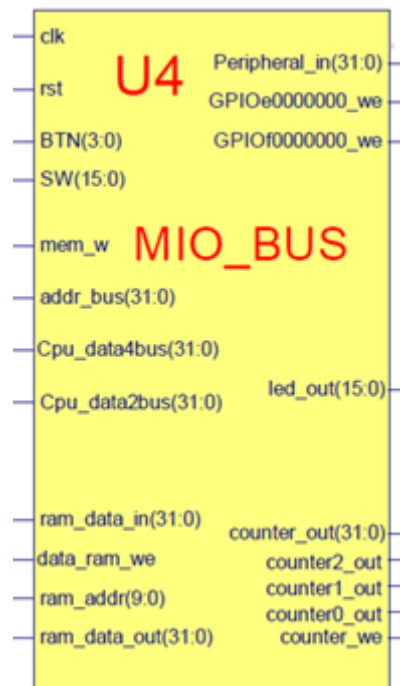 clk
rst
BTN(3:0)
SW(15:0)
mem_w
addr_bus(31:0)
Cpu_data4bus(31:0)
Cpu_data2bus(31:0)
ram_data_in(31:0)
data_ram_we
ram_addr(9:0)
ram_data_out(31:0)
U4
MIO_BUS
Peripheral_in(31:0)
GPIOe0000000_we
GPIOf0000000_we
led_out(15:0)
counter_out(31:0)
counter2_out
counter1_out
counter0_out
counter_we